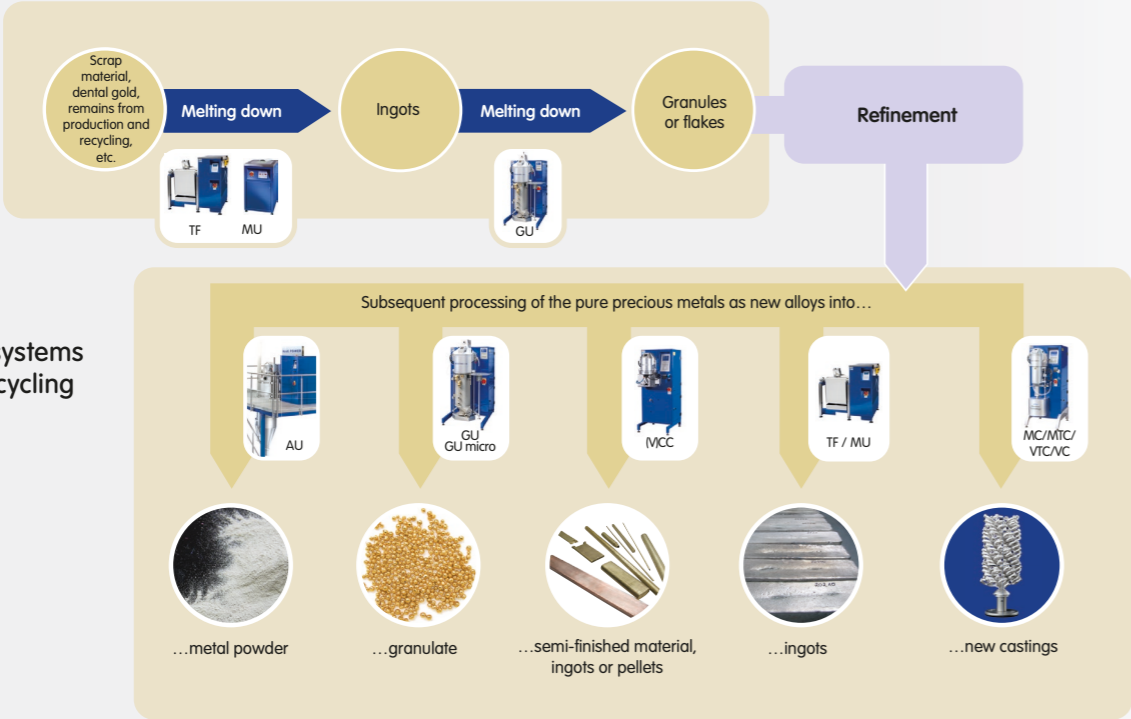 Scrap
material,
dental gold,
remains from
production and
recycling,
etc.
Melting down
Ingots
Melting down
Granules
or flakes
Refinement
TF
MU
GU
Subsequent processing of the pure precious metals as new alloys into…
systems
cycling
AU
GU
GU micro
(V)CC
TF / MU
MC/MTC/
VTC/VC
…metal powder
…granulate
…semi-finished material,
ingots or pellets
…ingots
…new castings